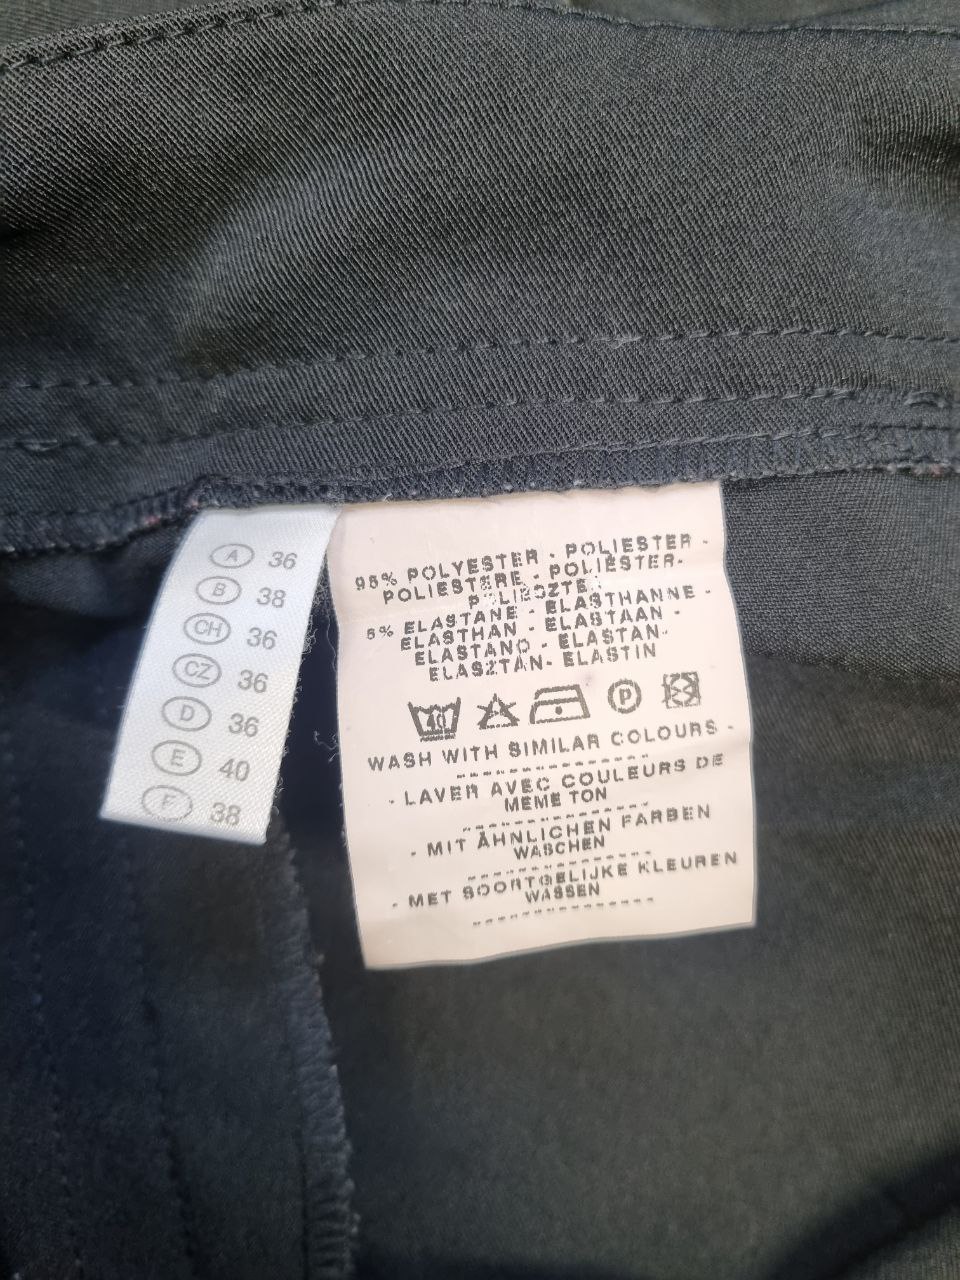 A 36
B 38
CH 36
CZ 36
D 36
E 40
F 38
95% POLYESTER - POLIESTER -
POLIESTERE - POLIÉSTER-
5% ELASTANE - ELASTHANNE -
ELASTHAN - ELASTAAN -
ELASTANO - ELASTAN-
ELASZTÁN- ELASTIN
40 P
WASH WITH SIMILAR COLOURS -
- LAVER AVEC COULEURS DE
MEME TON
- MIT ÄHNLICHEN FARBEN
WASCHEN
- MET SOORTGELIJKE KLEUREN
WASSEN